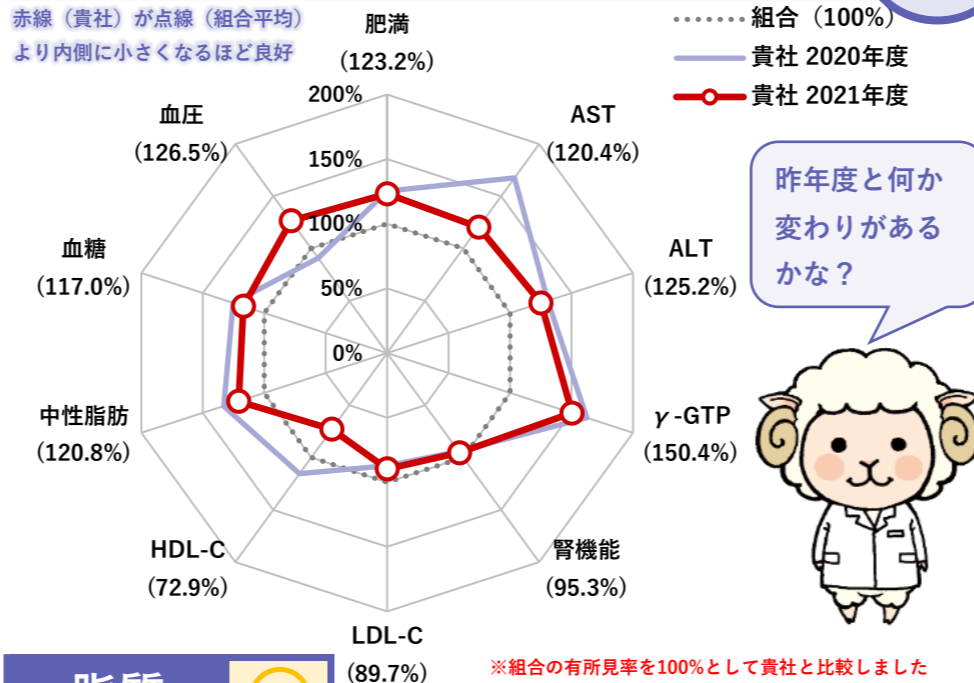 赤線（貴社）が点線（組合平均）
より内側に小さくなるほど良好
組合（100%）
貴社 2020年度
貴社 2021年度
肥満
（123.2%）
AST
（120.4%）
ALT
（125.2%）
γ-GTP
（150.4%）
腎機能
（95.3%）
LDL-C
（89.7%）
HDL-C
（72.9%）
中性脂肪
（120.8%）
血糖
（117.0%）
血圧
（126.5%）
200%
150%
100%
50%
0%
昨年度と何か
変わりがある
かな？
※組合の有所見率を100%として貴社と比較しました
脂質